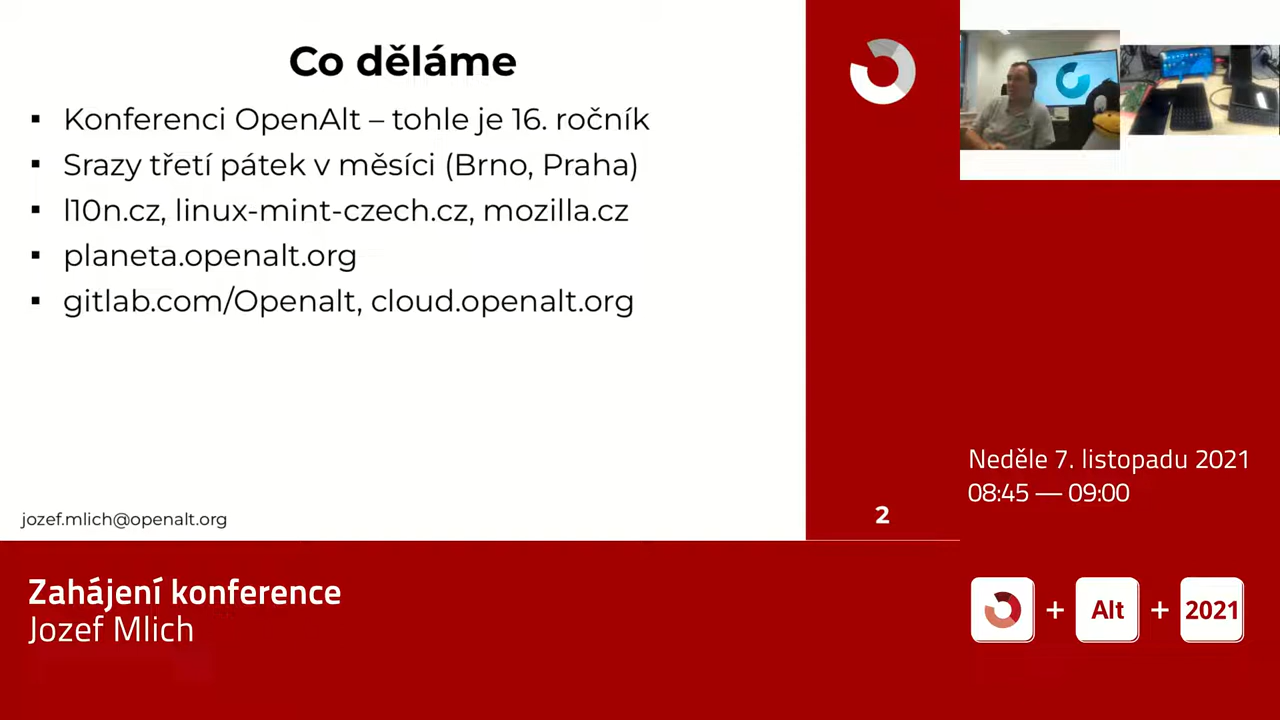 Co děláme
▪ Konferenci OpenAlt – tohle je 16. ročník
▪ Srazy třetí pátek v měsíci (Brno, Praha)
▪ l10n.cz, linux-mint-czech.cz, mozilla.cz
▪ planeta.openalt.org
▪ gitlab.com/Openalt, cloud.openalt.org
jozef.mlich@openalt.org
2
Neděle 7. listopadu 2021
08:45 — 09:00
Zahájení konference
Jozef Mlich
+ Alt + 2021